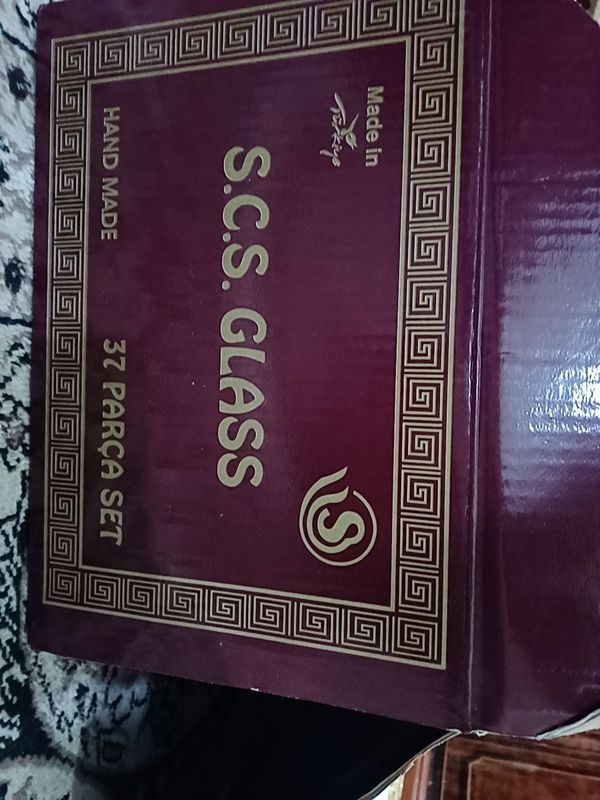 Made in
Türkiye
S
S.C.S. GLASS
HAND MADE 37 PARÇA SET